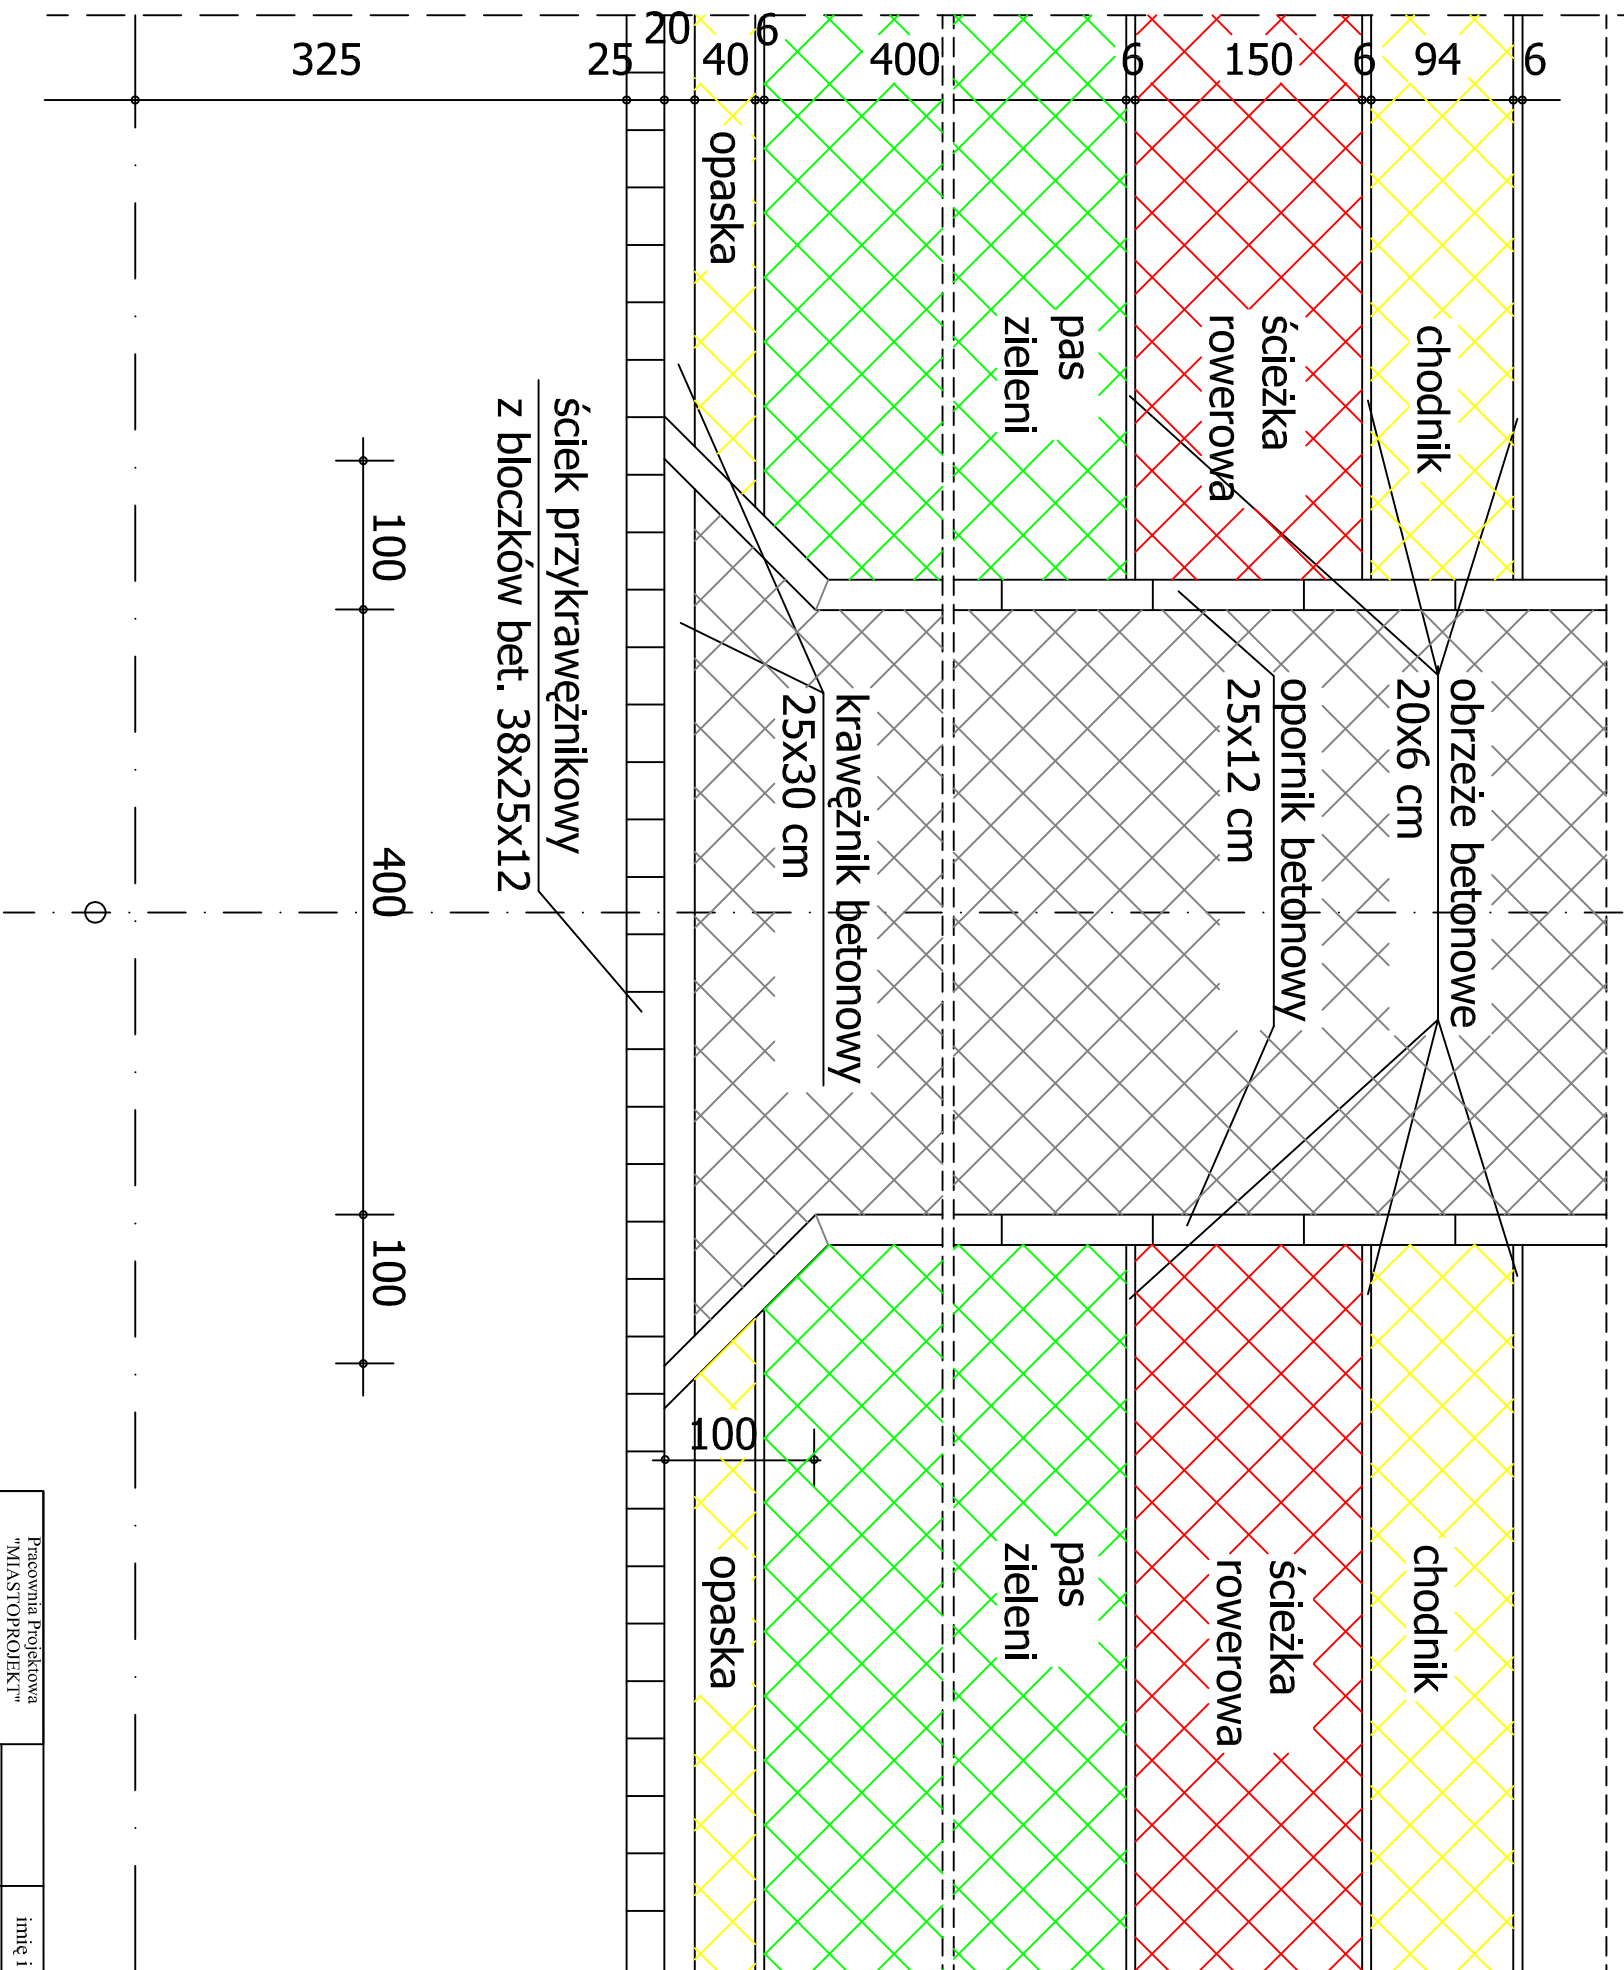 325
25
20
40
6
400
6
150
6
94
6
opaska
pas
zieleni
ścieżka
rowerowa
chodnik
ściek przykrawężnikowy
z bloczków bet. 38x25x12
100
400
100
krawężnik betonowy
25x30 cm
opornik betonowy
25x12 cm
obrzeże betonowe
20x6 cm
100
opaska
pas
zieleni
ścieżka
rowerowa
chodnik
Pracownia Projektowa
"MIASTOPROJEKT"
imię i